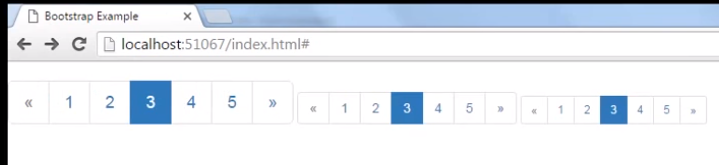 Bootstrap Example
localhost:51067/index.html#
« 1 2 3 4 5 » « 1 2 3 4 5 » « 1 2 3 4 5 »